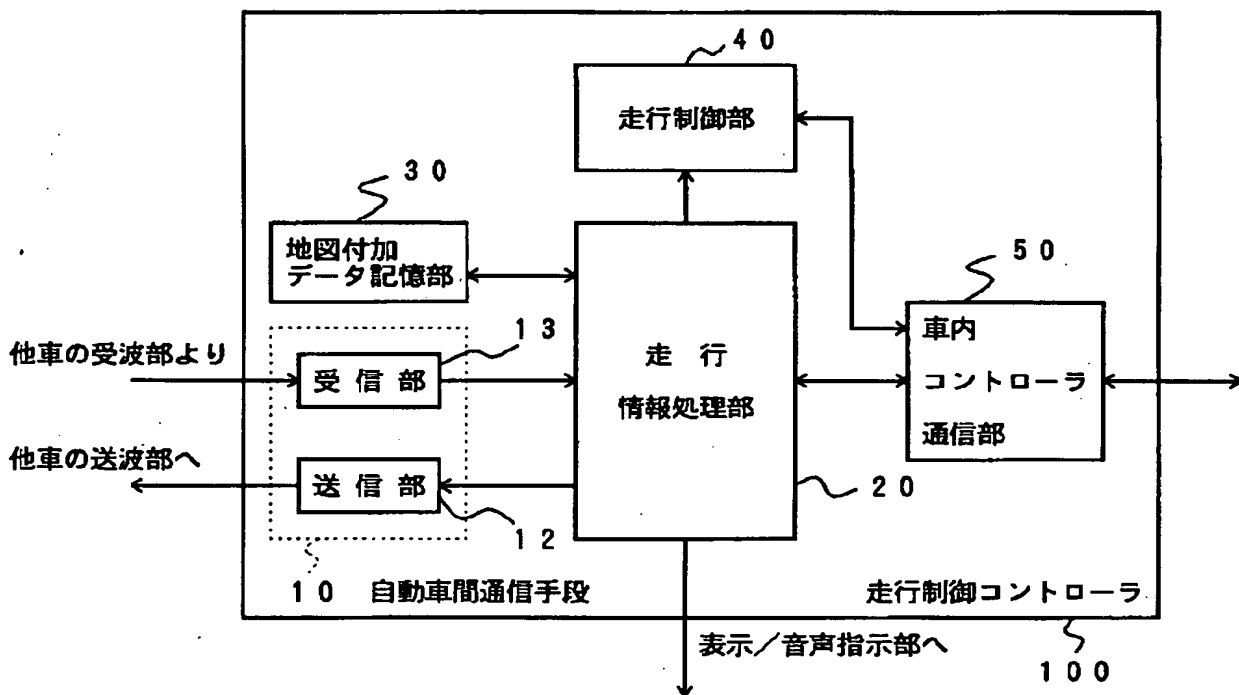 ４０
走行制御部
３０
地図付加
データ記憶部
５０
車内
コントローラ
通信部
他車の受波部より
１３
受信部
走行
情報処理部
他車の送波部へ
送信部
１２
２０
１０ 自動車間通信手段
走行制御コントローラ
表示／音声指示部へ
１００